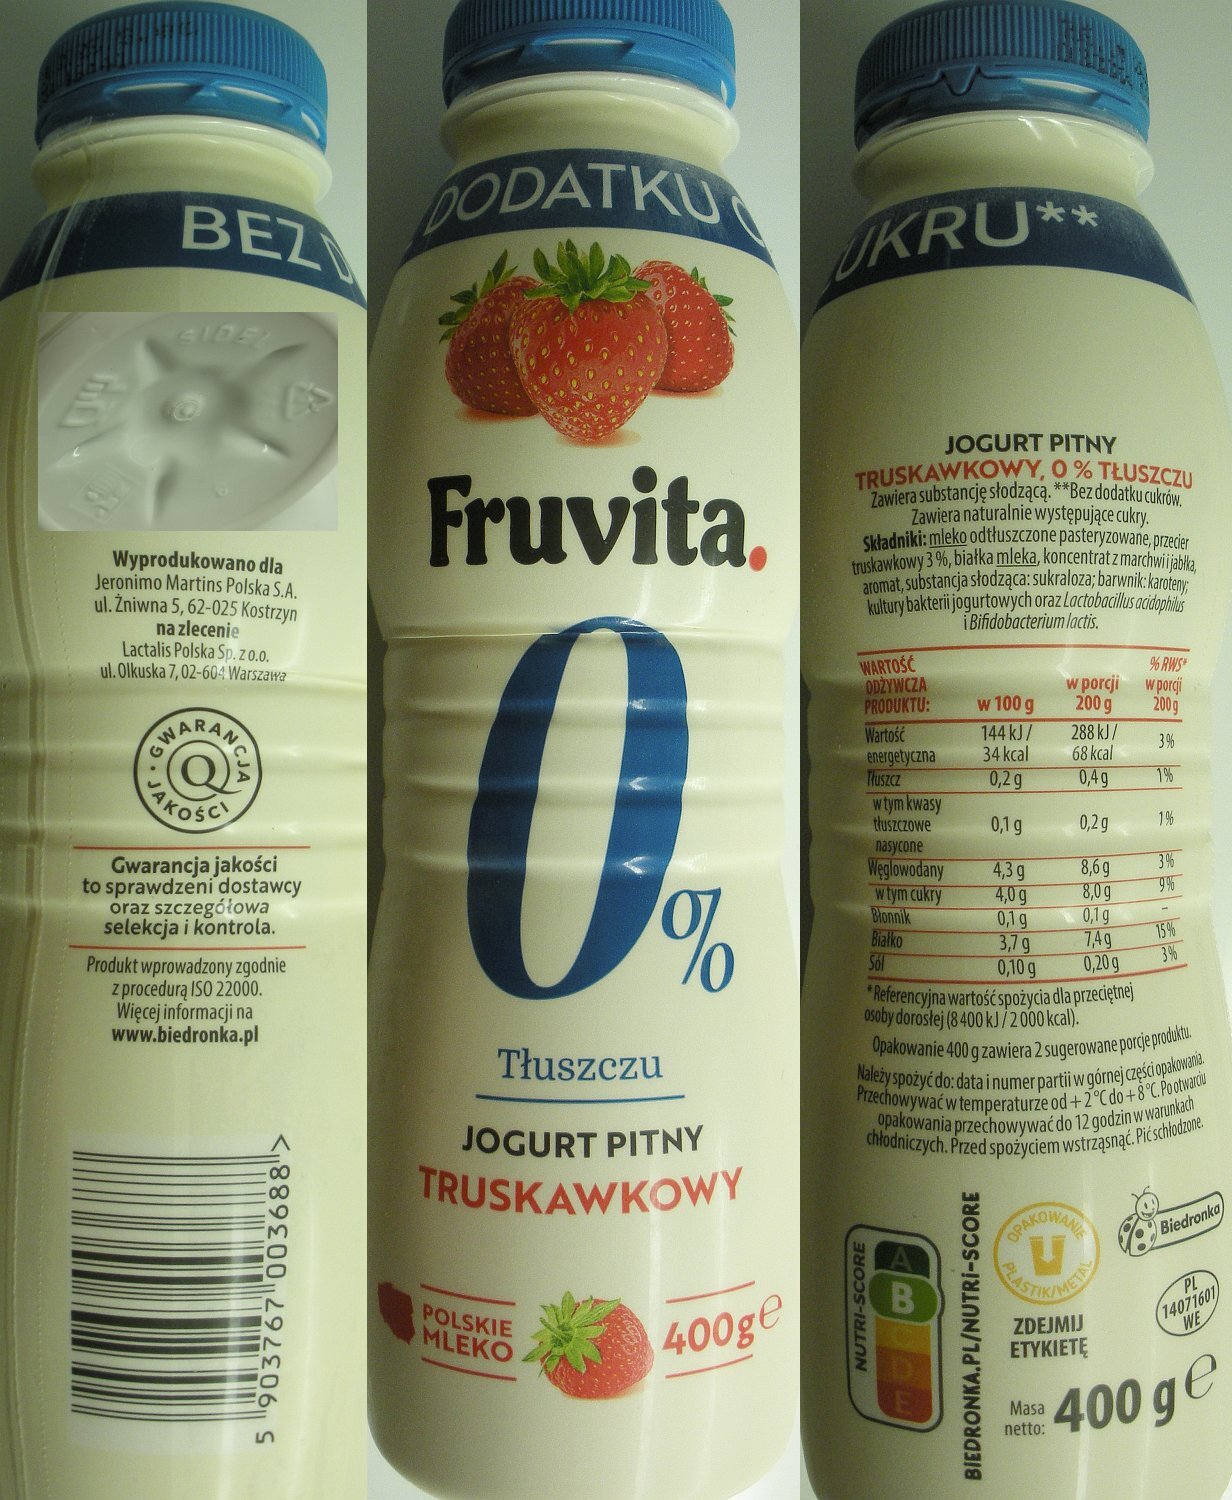 BEZ D
SIDEL
Wyprodukowano dla
Jeronimo Martins Polska S.A.
ul. Żniwna 5, 62-025 Kostrzyn
na zlecenie
Lactalis Polska Sp. z o.o.
ul. Olkuska 7, 02-604 Warszawa
GWARANCJA
Q
JAKOŚCI
Gwarancja jakości
to sprawdzeni dostawcy
oraz szczegółowa
selekcja i kontrola.
Produkt wprowadzony zgodnie
z procedurą ISO 22000.
Więcej informacji na
www.biedronka.pl
5 903767 003688 >
DODATKU C
Fruvita.
0%
Tłuszczu
JOGURT PITNY
TRUSKAWKOWY
POLSKIE
MLEKO
400g e
UKRU**
JOGURT PITNY
TRUSKAWKOWY, 0 % TŁUSZCZU
Zawiera substancję słodzącą. **Bez dodatku cukrów.
Zawiera naturalnie występujące cukry.
Składniki: mleko odtłuszczone pasteryzowane, przecier
truskawkowy 3 %, białka mleka, koncentrat z marchwi i jabłka,
aromat, substancja słodząca: sukraloza; barwnik: karoteny;
kultury bakterii jogurtowych oraz Lactobacillus acidophilus
i Bifidobacterium lactis.
WARTOŚĆ ODŻYWCZA PRODUKTU: w 100 g w porcji 200 g % RWS* w porcji 200 g
Wartość energetyczna 144 kJ / 34 kcal 288 kJ / 68 kcal 3 %
Tłuszcz 0,2 g 0,4 g 1 %
w tym kwasy tłuszczowe nasycone 0,1 g 0,2 g 1 %
Węglowodany 4,3 g 8,6 g 3 %
w tym cukry 4,0 g 8,0 g 9 %
Błonnik 0,1 g 0,1 g –
Białko 3,7 g 7,4 g 15 %
Sól 0,10 g 0,20 g 3 %
*Referencyjna wartość spożycia dla przeciętnej
osoby dorosłej (8 400 kJ / 2 000 kcal).
Opakowanie 400 g zawiera 2 sugerowane porcje produktu.
Należy spożyć do: data i numer partii w górnej części opakowania.
Przechowywać w temperaturze od + 2 °C do + 8 °C. Po otwarciu
opakowania przechowywać do 12 godzin w warunkach
chłodniczych. Przed spożyciem wstrząsnąć. Pić schłodzone.
NUTRI-SCORE
A
B
D
E
BIEDRONKA.PL/NUTRI-SCORE
OPAKOWANIE
PLASTIK/METAL
ZDEJMIJ
ETYKIETĘ
Biedronka
PL
14071601
WE
Masa
netto: 400 g e